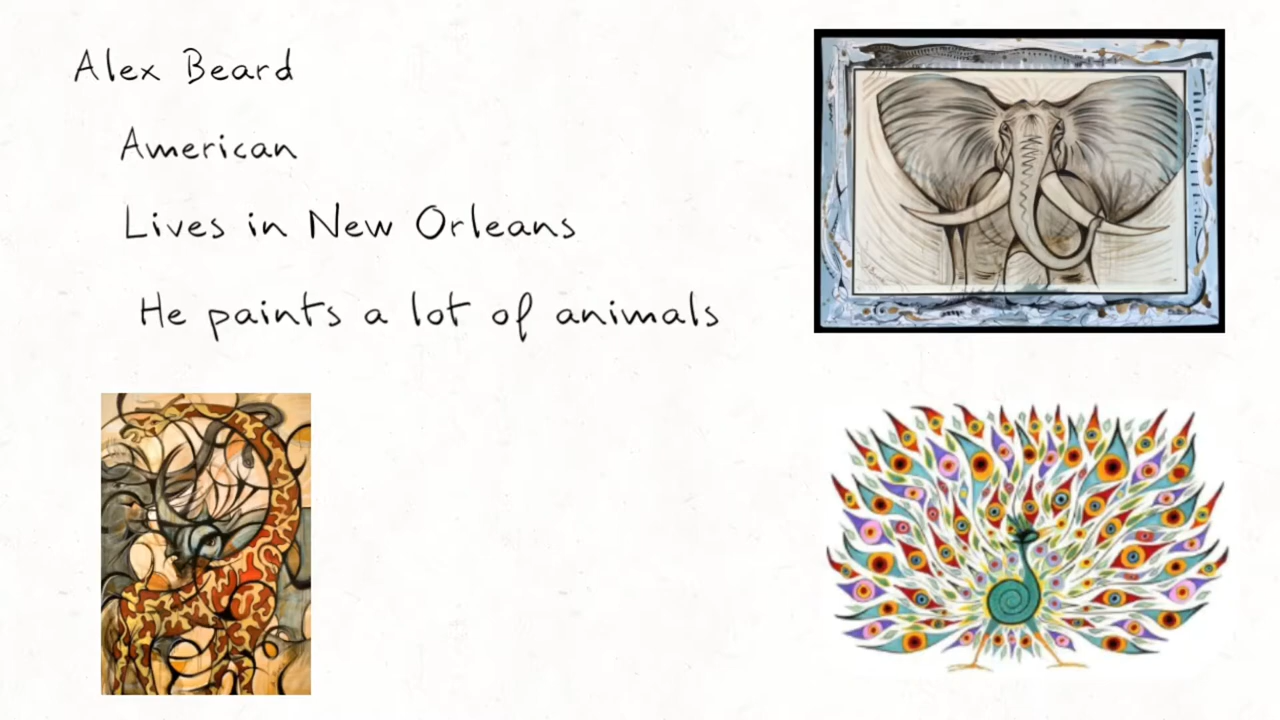 Alex Beard
American
Lives in New Orleans
He paints a lot of animals